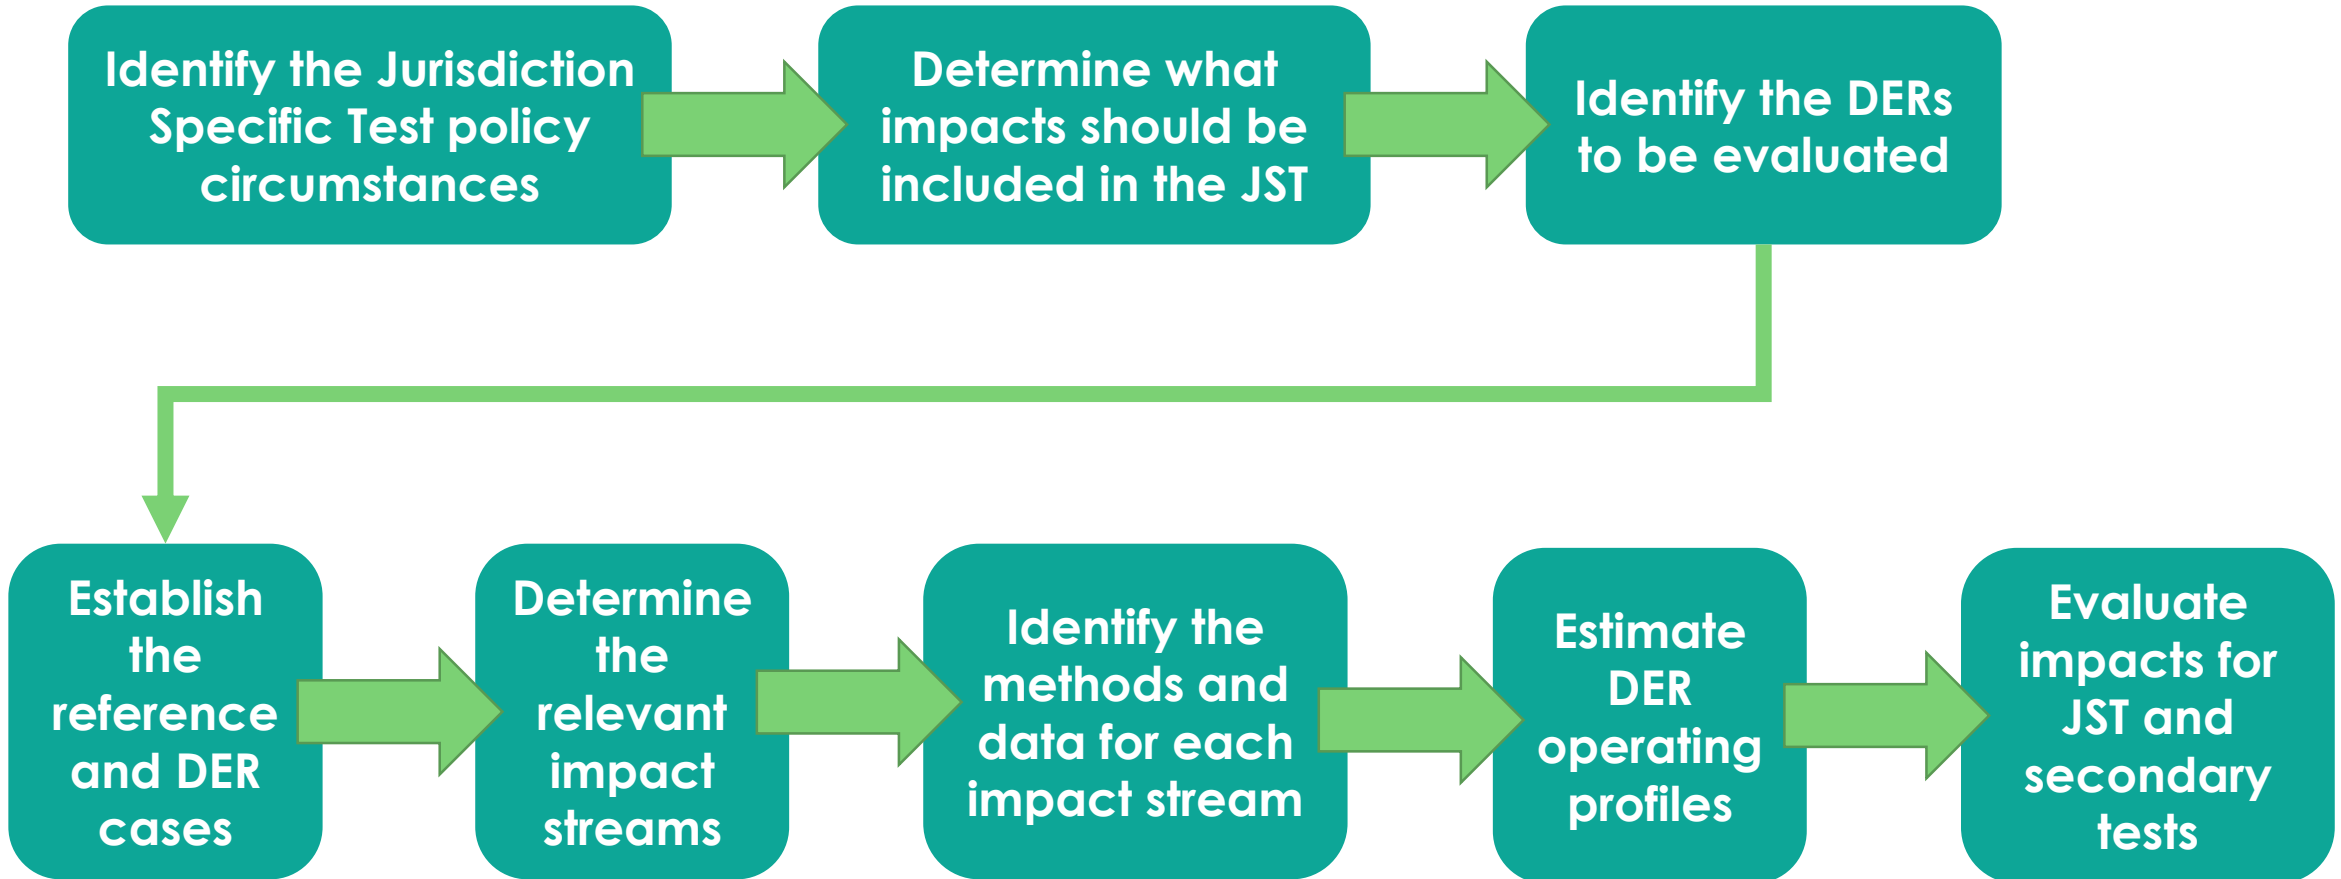 Identify the Jurisdiction
Specific Test policy
circumstances
Determine what
impacts should be
included in the JST
Identify the DERs
to be evaluated
Establish
the
reference
and DER
cases
Determine
the
relevant
impact
streams
Identify the
methods and
data for each
impact stream
Estimate
DER
operating
profiles
Evaluate
impacts for
JST and
secondary
tests